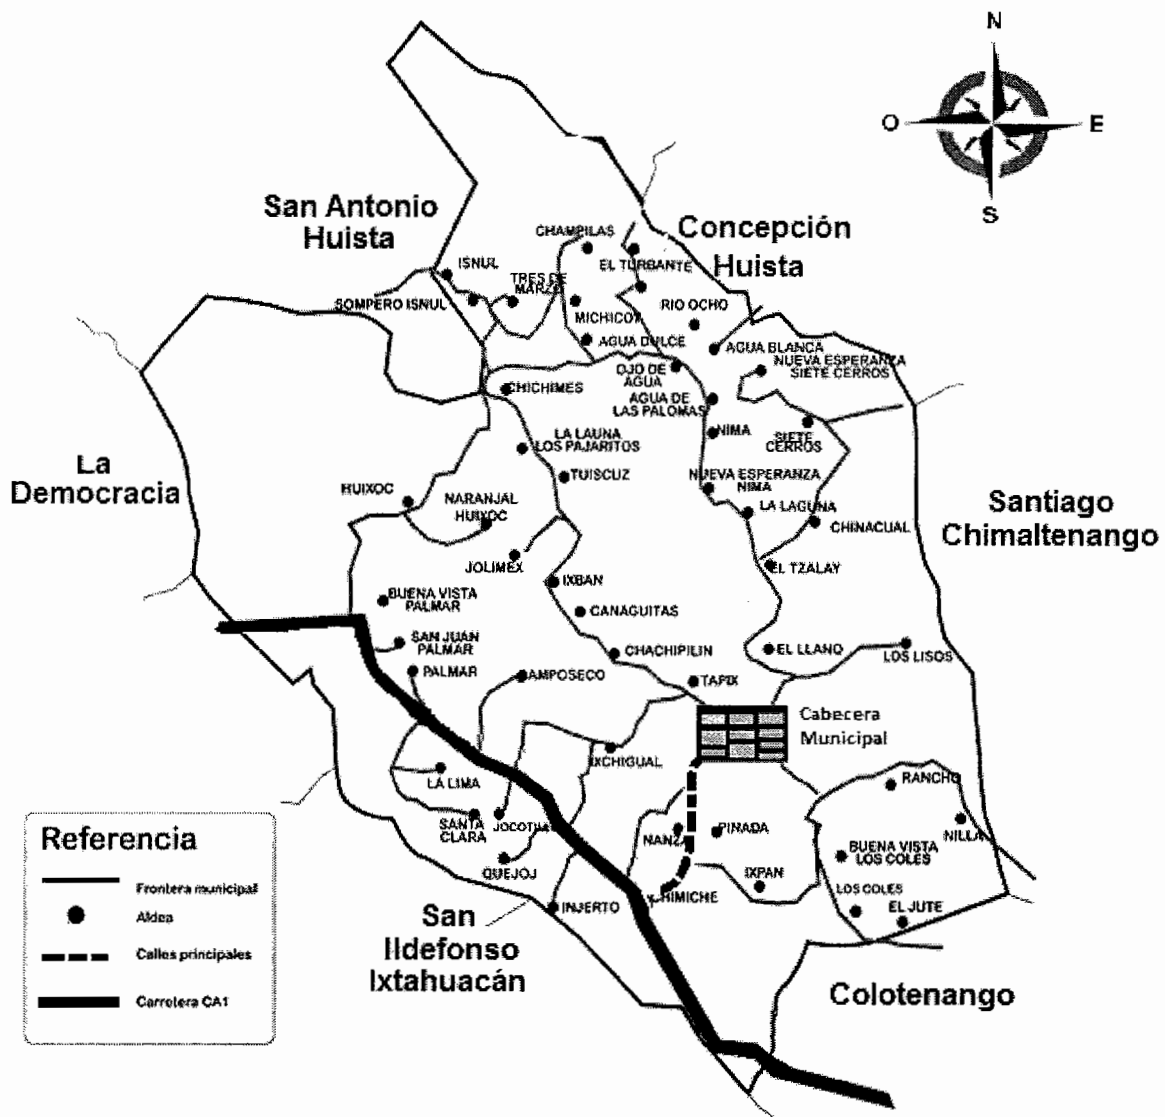 N
O
E
S
San Antonio
Huista
Concepción
Huista
CHAMPILAS
EL TURBANTE
ISNUL
TRES DE
MARZO
SOMPERO ISNUL
MICHICOY
RIO OCHO
AGUA DULCE
AGUA BLANCA
NUEVA ESPERANZA
SIETE CERROS
OJO DE
AGUA
CHICHIMES
AGUA DE
LAS PALOMAS
LA LAUNA
LOS PAJARITOS
NIMA
SIETE
CERROS
La
Democracia
TUISCUZ
NUEVA ESPERANZA
NIMA
HUIXOC
NARANJAL
HUIXOC
LA LAGUNA
CHINACUAL
Santiago
Chimaltenango
JOLIMEX
EL TZALAY
IXBAN
BUENA VISTA
PALMAR
CANAGUITAS
SAN JUAN
PALMAR
CHACHIPILIN
EL LLANO
LOS LISOS
PALMAR
AMPOSECO
TAPIX
Cabecera
Municipal
IXCHIGUAL
LA LIMA
RANCHO
SANTA
CLARA
NANZA
PINADA
NILLA
BUENA VISTA
LOS COLES
QUEJOJ
IXPAN
LOS COLES
EL JUTE
INJERTO
CHIMICHE
San
Ildefonso
Ixtahuacán
Colotenango
Referencia
Frontera municipal
Aldea
Calles principales
Carretera CA1